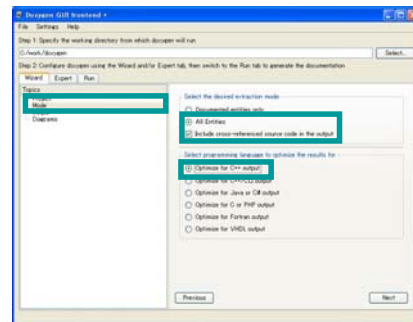 Doxygen GUI frontend +
File Settings Help
Step 1: Specify the working directory from which doxygen will run
C:/work/doxygen
Select...
Step 2: Configure doxygen using the Wizard and/or Expert tab, then switch to the Run tab to generate the documentation
Wizard Expert Run
Topics
Mode
Diagrams
Select the desired extraction mode
Documented entities only
All Entities
Include cross-referenced source code in the output
Select programming language to optimize the results for
Optimize for C++ output
Optimize for C++/CLI output
Optimize for Java or C# output
Optimize for C or PHP output
Optimize for Fortran output
Optimize for VHDL output
Previous
Next